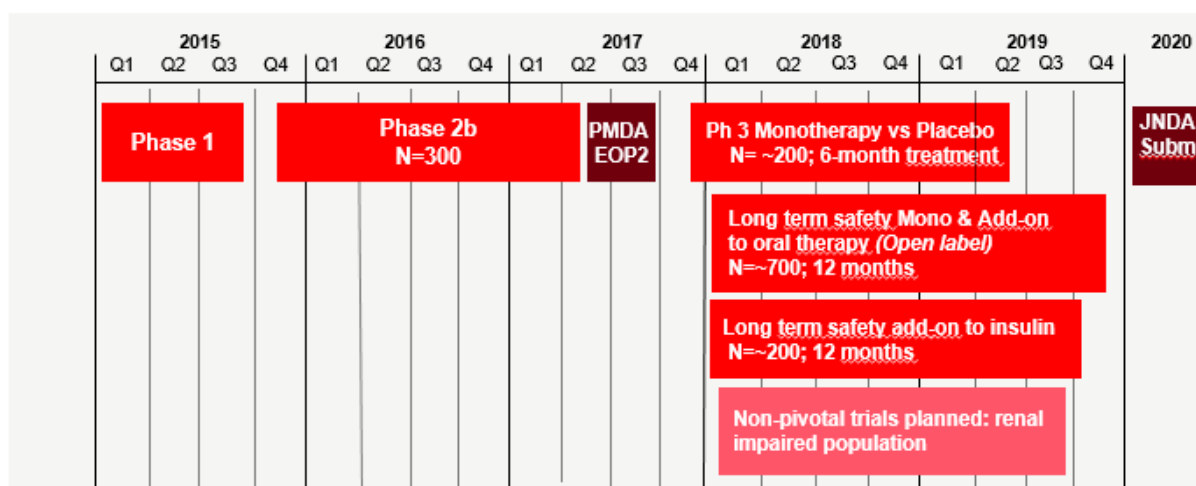 2015 2016 2017 2018 2019 2020
Q1 Q2 Q3 Q4 Q1 Q2 Q3 Q4 Q1 Q2 Q3 Q4 Q1 Q2 Q3 Q4 Q1 Q2 Q3 Q4
Phase 1
Phase 2b
N=300
PMDA
EOP2
Ph 3 Monotherapy vs Placebo
N= ~200; 6-month treatment
JNDA
Subm
Long term safety Mono & Add-on
to oral therapy (Open label)
N=~700; 12 months
Long term safety add-on to insulin
N=~200; 12 months
Non-pivotal trials planned: renal
impaired population